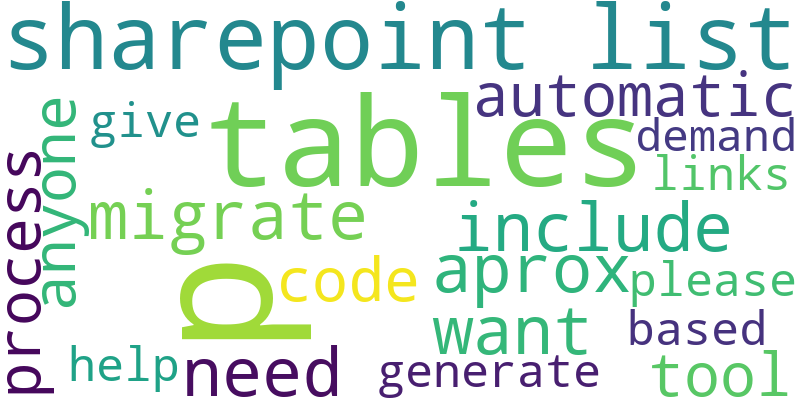 sharepoint list
automatic
tables
give
demand
anyone
links
process
migrate
include
aprox
p
code
please
want
based
help
need
generate
tool